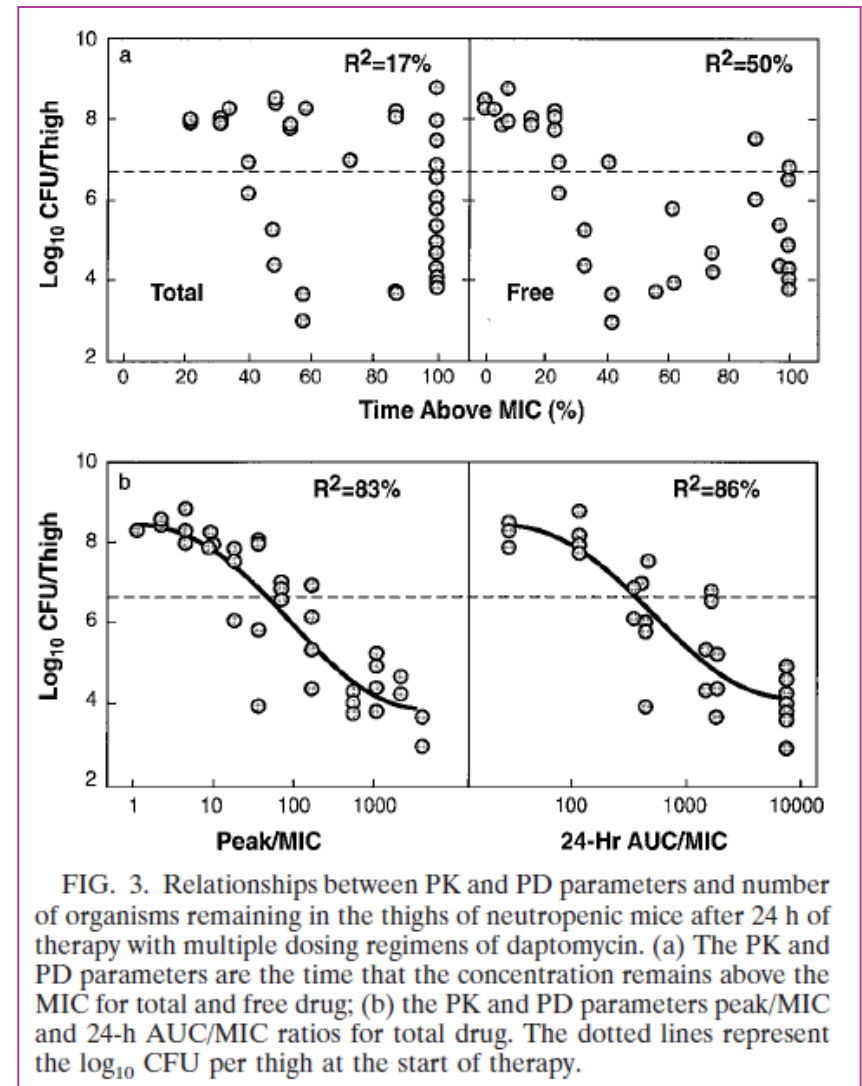 a
R²=17%
R²=50%
10
8
6
4
2
Log₁₀ CFU/Thigh
Total
Free
0 20 40 60 80 100
0 20 40 60 80 100
Time Above MIC (%)
b
R²=83%
R²=86%
10
8
6
4
2
Log₁₀ CFU/Thigh
1 10 100 1000
100 1000 10000
Peak/MIC
24-Hr AUC/MIC
FIG. 3. Relationships between PK and PD parameters and number
of organisms remaining in the thighs of neutropenic mice after 24 h of
therapy with multiple dosing regimens of daptomycin. (a) The PK and
PD parameters are the time that the concentration remains above the
MIC for total and free drug; (b) the PK and PD parameters peak/MIC
and 24-h AUC/MIC ratios for total drug. The dotted lines represent
the log₁₀ CFU per thigh at the start of therapy.